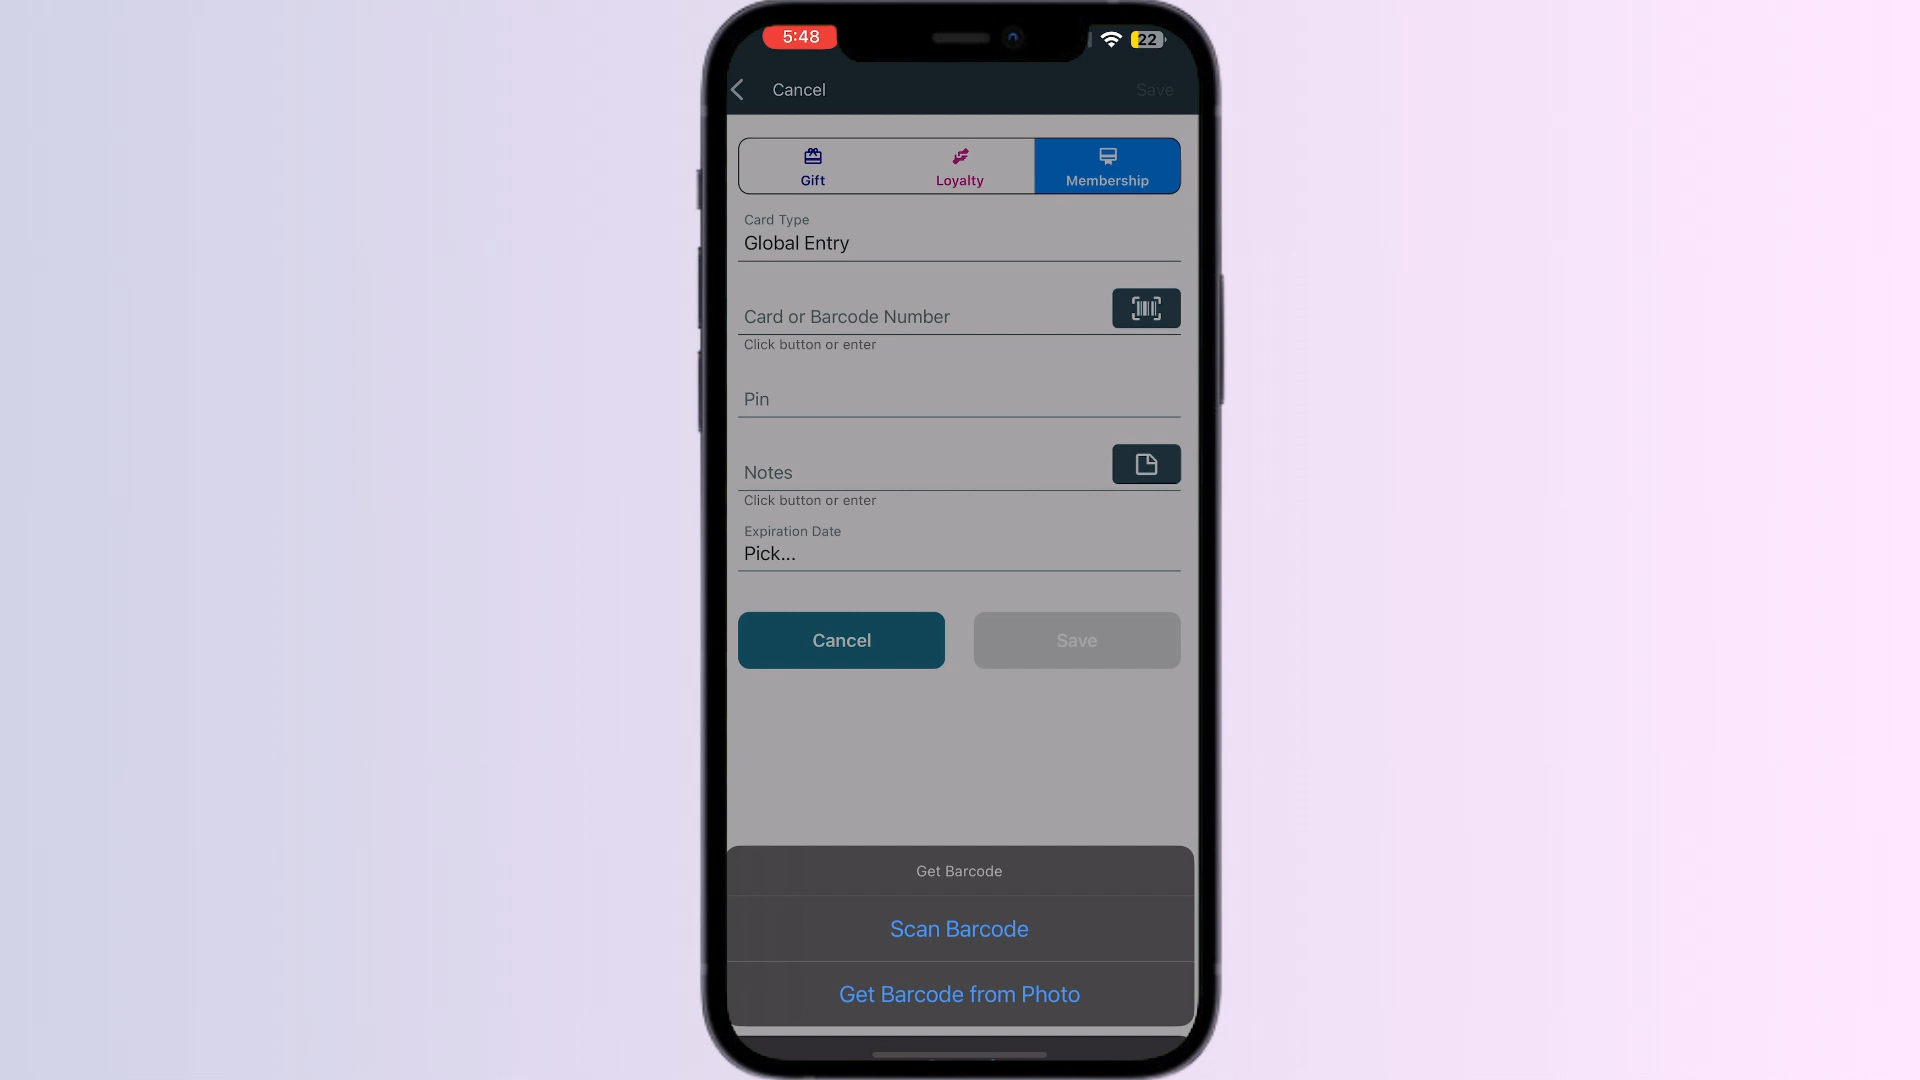 5:48
22
Cancel
Save
Gift
Loyalty
Membership
Card Type
Global Entry
Card or Barcode Number
Click button or enter
Pin
Notes
Click button or enter
Expiration Date
Pick...
Cancel
Save
Get Barcode
Scan Barcode
Get Barcode from Photo